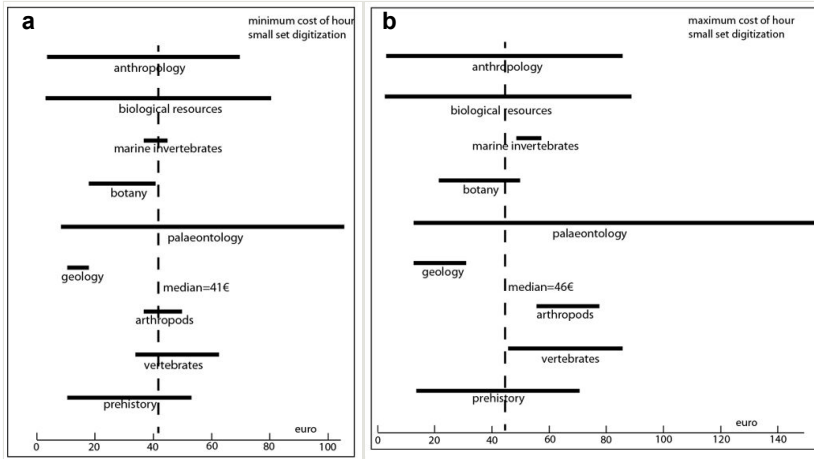 a
minimum cost of hour
small set digitization
anthropology
biological resources
marine invertebrates
botany
palaeontology
geology
median=41€
arthropods
vertebrates
prehistory
euro
0 20 40 60 80 100
b
maximum cost of hour
small set digitization
anthropology
biological resources
marine invertebrates
botany
palaeontology
geology
median=46€
arthropods
vertebrates
prehistory
euro
0 20 40 60 80 100 120 140